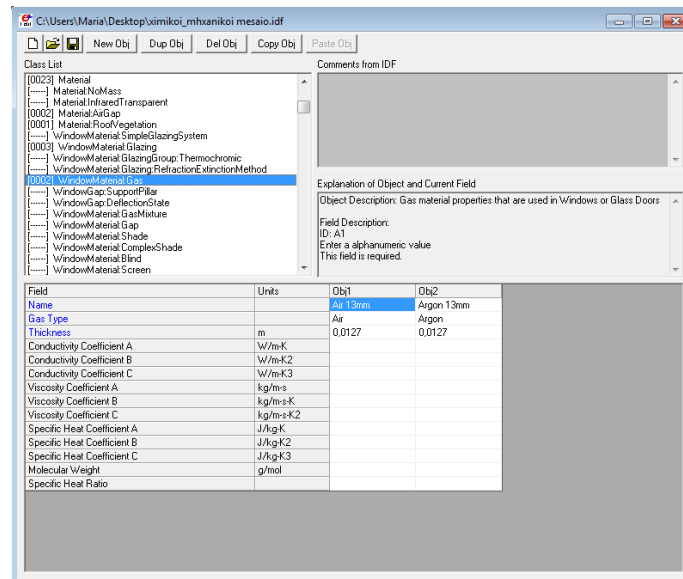 C:\Users\Maria\Desktop\ximikoi_mhxanikoi mesaio.idf
New Obj Dup Obj Del Obj Copy Obj Paste Obj
Class List
[0023] Material
[------] Material:NoMass
[------] Material:InfraredTransparent
[0002] Material:AirGap
[0001] Material:RoofVegetation
[------] WindowMaterial:SimpleGlazingSystem
[0003] WindowMaterial:Glazing
[------] WindowMaterial:GlazingGroup:Thermochromic
[------] WindowMaterial:Glazing:RefractionExtinctionMethod
[0002] WindowMaterial:Gas
[------] WindowGap:SupportPillar
[------] WindowGap:DeflectionState
[------] WindowMaterial:GasMixture
[------] WindowMaterial:Gap
[------] WindowMaterial:Shade
[------] WindowMaterial:ComplexShade
[------] WindowMaterial:Blind
[------] WindowMaterial:Screen
Comments from IDF
Explanation of Object and Current Field
Object Description: Gas material properties that are used in Windows or Glass Doors
Field Description:
ID: A1
Enter a alphanumeric value
This field is required.
Field Units Obj1 Obj2
Name Air 13mm Argon 13mm
Gas Type Air Argon
Thickness m 0,0127 0,0127
Conductivity Coefficient A W/m-K
Conductivity Coefficient B W/m-K2
Conductivity Coefficient C W/m-K3
Viscosity Coefficient A kg/m-s
Viscosity Coefficient B kg/m-s-K
Viscosity Coefficient C kg/m-s-K2
Specific Heat Coefficient A J/kg-K
Specific Heat Coefficient B J/kg-K2
Specific Heat Coefficient C J/kg-K3
Molecular Weight g/mol
Specific Heat Ratio